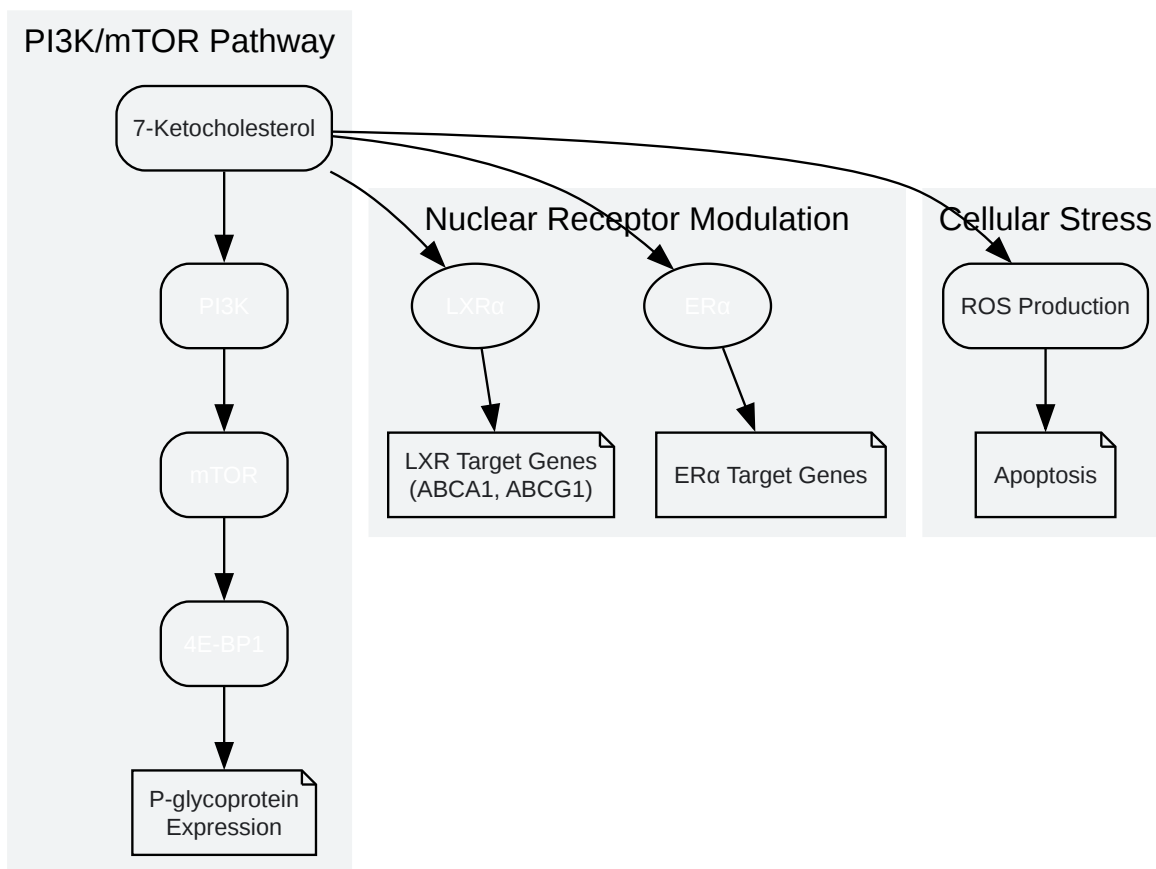 PI3K/mTOR Pathway
7-Ketocholesterol
Nuclear Receptor Modulation
Cellular Stress
PI3K
LXRα
ERα
ROS Production
mTOR
LXR Target Genes
(ABCA1, ABCG1)
ERα Target Genes
Apoptosis
4E-BP1
P-glycoprotein
Expression